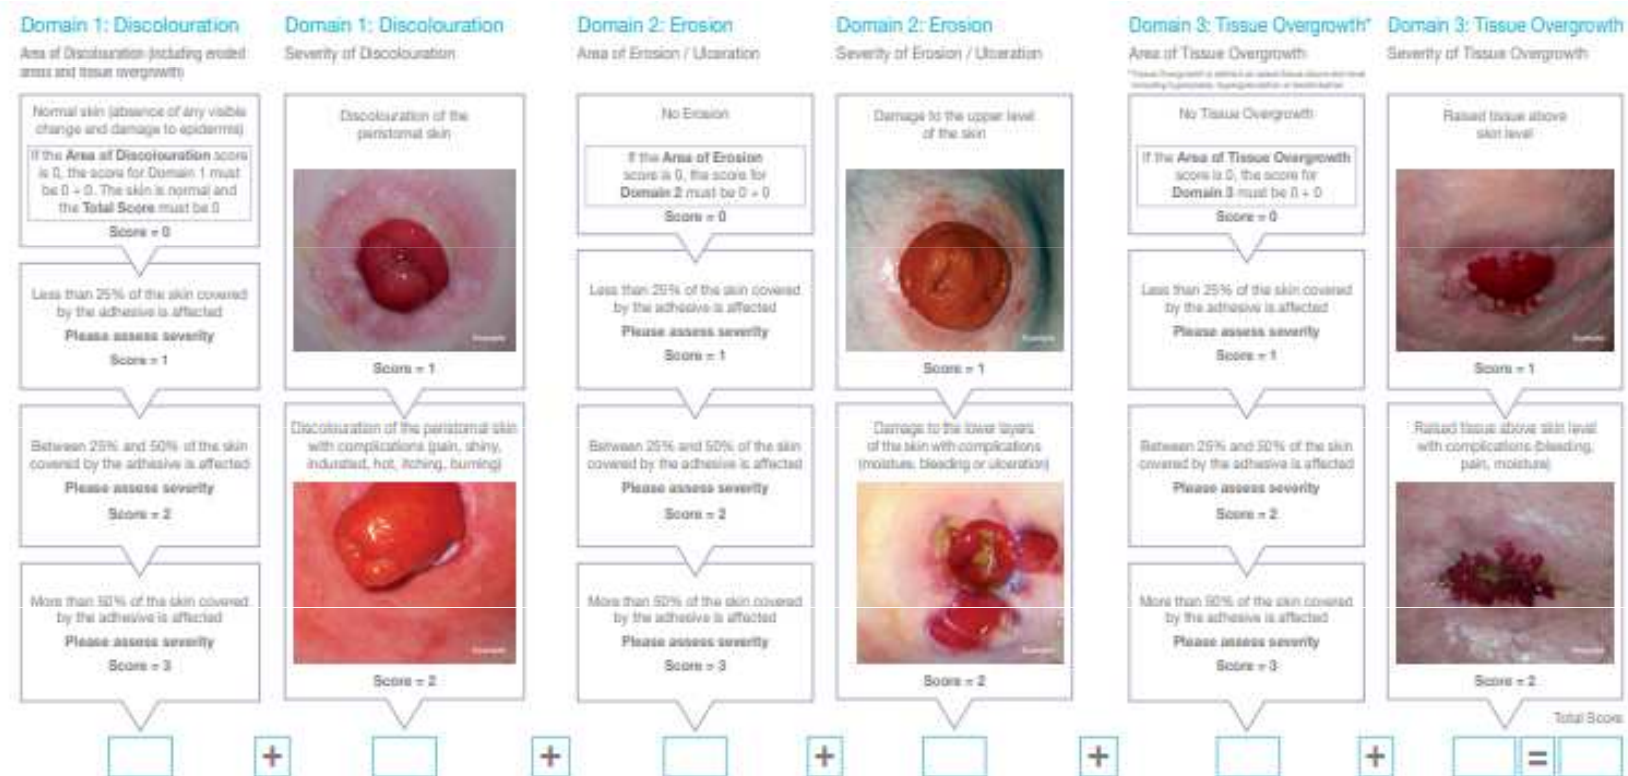 Domain 1: Discolouration
Area of Discolouration (including eroded
areas and tissue overgrowth)
Normal skin (absence of any visible
change and damage to epidermis)
If the Area of Discolouration score
is 0, the score for Domain 1 must
be 0 + 0. The skin is normal and
the Total Score must be 0
Score = 0
Less than 25% of the skin covered
by the adhesive is affected
Please assess severity
Score = 1
Between 25% and 50% of the skin
covered by the adhesive is affected
Please assess severity
Score = 2
More than 50% of the skin covered
by the adhesive is affected
Please assess severity
Score = 3
+
Domain 1: Discolouration
Severity of Discolouration
Discolouration of the
peristomal skin
Example
Score = 1
Discolouration of the peristomal skin
with complications (pain, shiny,
indurated, hot, itching, burning)
Example
Score = 2
+
Domain 2: Erosion
Area of Erosion / Ulceration
No Erosion
If the Area of Erosion
score is 0, the score for
Domain 2 must be 0 + 0
Score = 0
Less than 25% of the skin covered
by the adhesive is affected
Please assess severity
Score = 1
Between 25% and 50% of the skin
covered by the adhesive is affected
Please assess severity
Score = 2
More than 50% of the skin covered
by the adhesive is affected
Please assess severity
Score = 3
+
Domain 2: Erosion
Severity of Erosion / Ulceration
Damage to the upper level
of the skin
Example
Score = 1
Damage to the lower layers
of the skin with complications
(moisture, bleeding or ulceration)
Example
Score = 2
+
Domain 3: Tissue Overgrowth*
Area of Tissue Overgrowth
*Tissue Overgrowth is defined as raised tissue above skin level
No Tissue Overgrowth
If the Area of Tissue Overgrowth
score is 0, the score for
Domain 3 must be 0 + 0
Score = 0
Less than 25% of the skin covered
by the adhesive is affected
Please assess severity
Score = 1
Between 25% and 50% of the skin
covered by the adhesive is affected
Please assess severity
Score = 2
More than 50% of the skin covered
by the adhesive is affected
Please assess severity
Score = 3
+
Domain 3: Tissue Overgrowth
Severity of Tissue Overgrowth
Raised tissue above
skin level
Example
Score = 1
Raised tissue above skin level
with complications (bleeding,
pain, moisture)
Example
Score = 2
Total Score
=